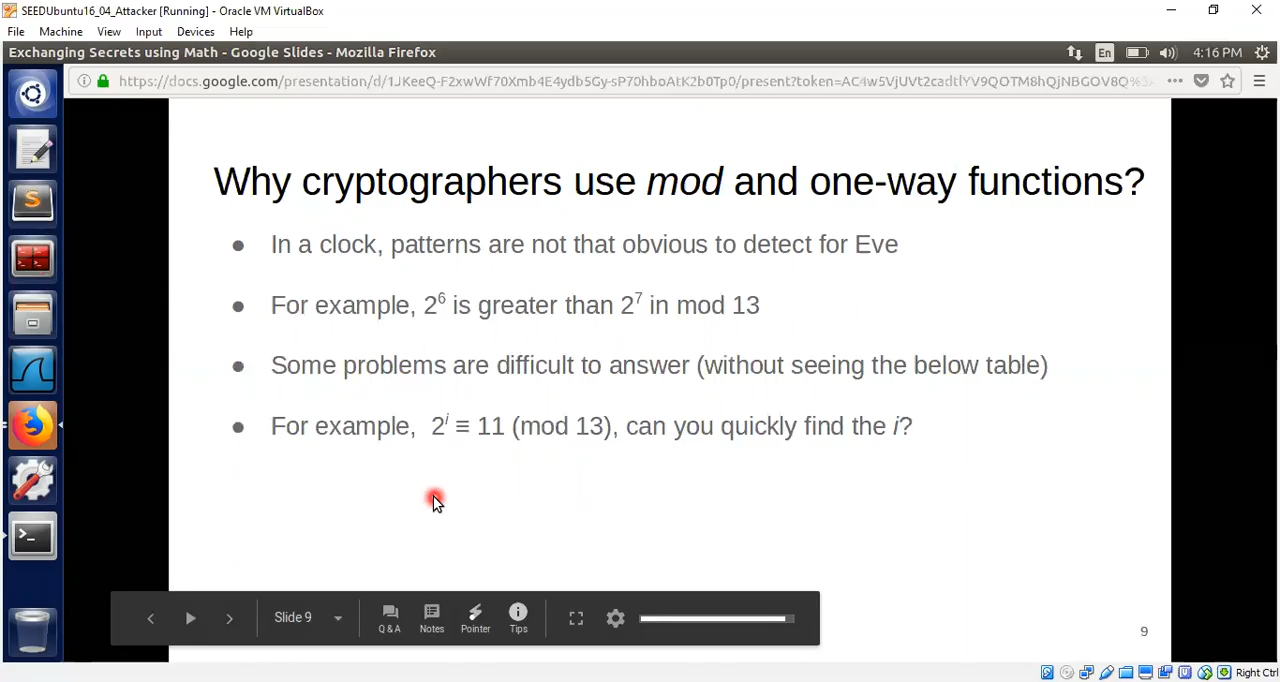 SEEDUbuntu16_04_Attacker [Running] - Oracle VM VirtualBox
File Machine View Input Devices Help
Exchanging Secrets using Math - Google Slides - Mozilla Firefox
En 4:16 PM
Why cryptographers use mod and one-way functions?
● In a clock, patterns are not that obvious to detect for Eve
● For example, 2⁶ is greater than 2⁷ in mod 13
● Some problems are difficult to answer (without seeing the below table)
● For example, 2ⁱ ≡ 11 (mod 13), can you quickly find the i?
Slide 9
Q & A Notes Pointer Tips
9
Right Ctrl